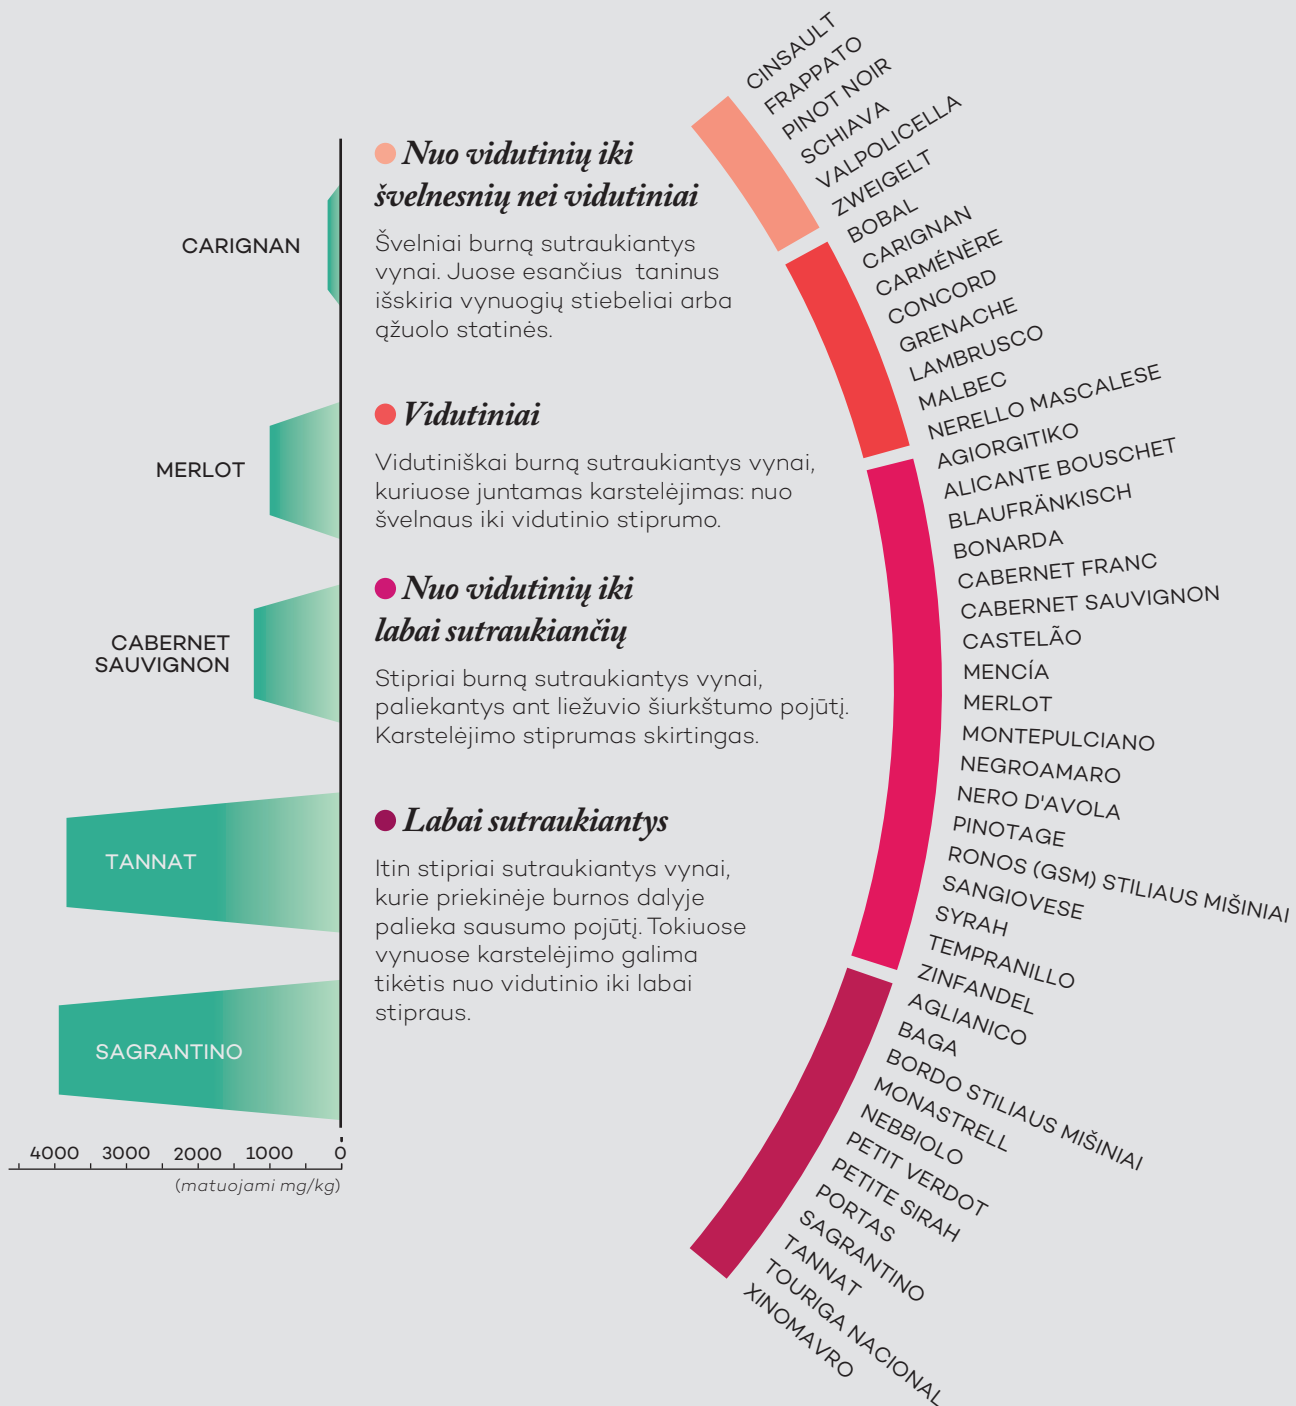 CARIGNAN
MERLOT
CABERNET
SAUVIGNON
TANNAT
SAGRANTINO
4000 3000 2000 1000 0
(matuojami mg/kg)
Nuo vidutinių iki
švelnesnių nei vidutiniai
Švelniai burną sutraukiantys
vynai. Juose esančius taninus
išskiria vynuogių stiebeliai arba
ąžuolo statinės.
Vidutiniai
Vidutiniškai burną sutraukiantys vynai,
kuriuose juntamas karstelėjimas: nuo
švelnaus iki vidutinio stiprumo.
Nuo vidutinių iki
labai sutraukiančių
Stipriai burną sutraukiantys vynai,
paliekantys ant liežuvio šiurkštumo pojūtį.
Karstelėjimo stiprumas skirtingas.
Labai sutraukiantys
Itin stipriai sutraukiantys vynai,
kurie priekinėje burnos dalyje
palieka sausumo pojūtį. Tokiuose
vynuose karstelėjimo galima
tikėtis nuo vidutinio iki labai
stipraus.
CINSAULT
FRAPPATO
PINOT NOIR
SCHIAVA
VALPOLICELLA
ZWEIGELT
BOBAL
CARIGNAN
CARMÉNÈRE
CONCORD
GRENACHE
LAMBRUSCO
MALBEC
NERELLO MASCALESE
AGIORGITIKO
ALICANTE BOUSCHET
BLAUFRÄNKISCH
BONARDA
CABERNET FRANC
CABERNET SAUVIGNON
CASTELÃO
MENCÍA
MERLOT
MONTEPULCIANO
NEGROAMARO
NERO D'AVOLA
PINOTAGE
RONOS (GSM) STILIAUS MIŠINIAI
SANGIOVESE
SYRAH
TEMPRANILLO
ZINFANDEL
AGLIANICO
BAGA
BORDO STILIAUS MIŠINIAI
MONASTRELL
NEBBIOLO
PETIT VERDOT
PETITE SIRAH
PORTAS
SAGRANTINO
TANNAT
TOURIGA NACIONAL
XINOMAVRO